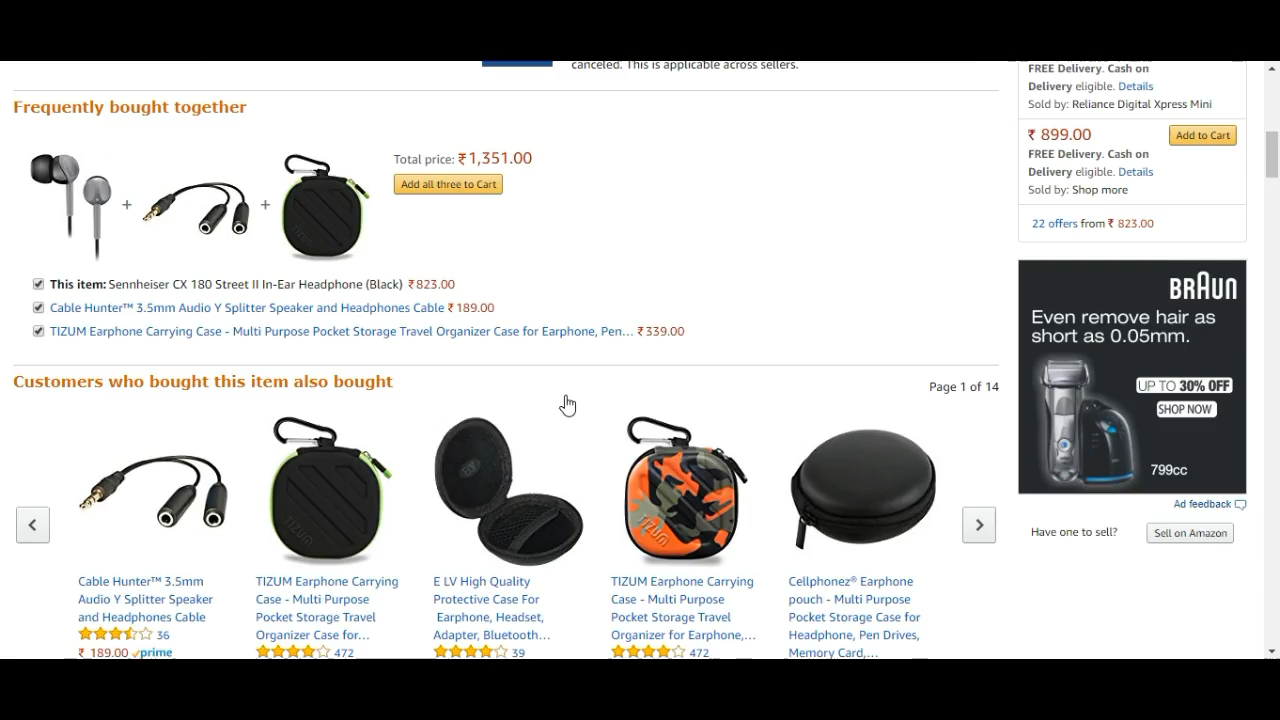 canceled. This is applicable across sellers.
Frequently bought together
Total price: ₹1,351.00
Add all three to Cart
+
+
TIZUM
This item: Sennheiser CX 180 Street II In-Ear Headphone (Black) ₹823.00
Cable Hunter™ 3.5mm Audio Y Splitter Speaker and Headphones Cable ₹189.00
TIZUM Earphone Carrying Case - Multi Purpose Pocket Storage Travel Organizer Case for Earphone, Pen… ₹339.00
Customers who bought this item also bought
Page 1 of 14
TIZUM
TIZUM
Cable Hunter™ 3.5mm
Audio Y Splitter Speaker
and Headphones Cable
36
₹ 189.00 prime
TIZUM Earphone Carrying
Case - Multi Purpose
Pocket Storage Travel
Organizer Case for…
472
E LV High Quality
Protective Case For
Earphone, Headset,
Adapter, Bluetooth…
39
TIZUM Earphone Carrying
Case - Multi Purpose
Pocket Storage Travel
Organizer for Earphone,…
472
Cellphonez® Earphone
pouch - Multi Purpose
Pocket Storage Case for
Headphone, Pen Drives,
Memory Card,…
FREE Delivery. Cash on
Delivery eligible. Details
Sold by: Reliance Digital Xpress Mini
₹ 899.00
Add to Cart
FREE Delivery. Cash on
Delivery eligible. Details
Sold by: Shop more
22 offers from ₹ 823.00
BRAUN
Even remove hair as
short as 0.05mm.
UP TO 30% OFF
SHOP NOW
799cc
Ad feedback
Have one to sell?
Sell on Amazon